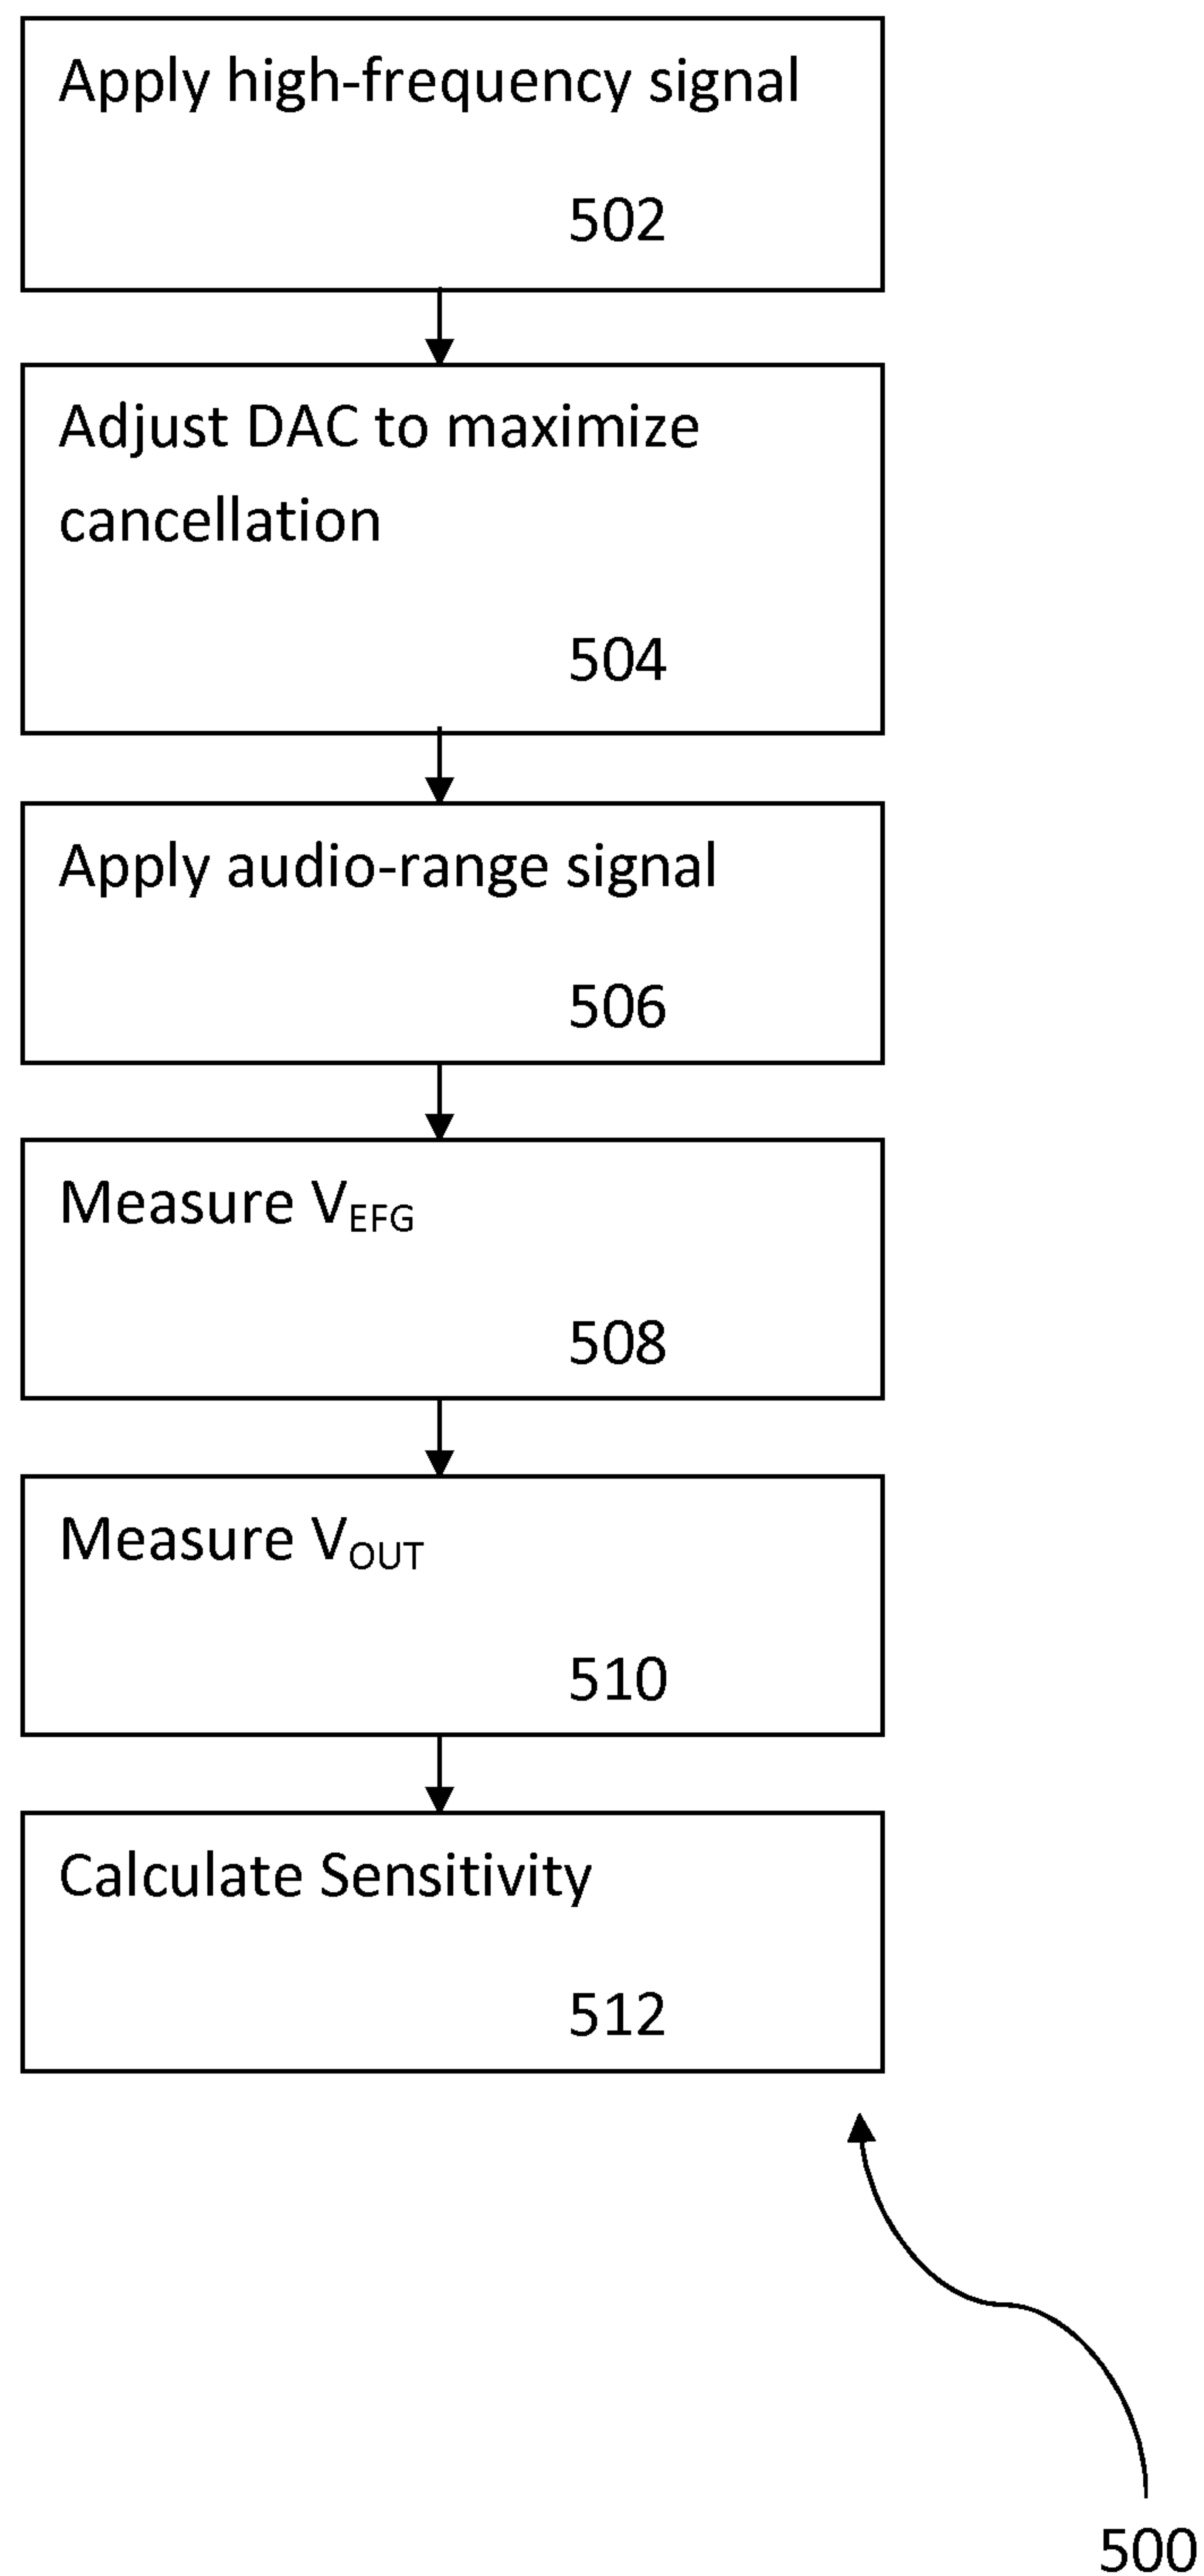 Apply high-frequency signal
502
Adjust DAC to maximize
cancellation
504
Apply audio-range signal
506
Measure VEFG
508
Measure VOUT
510
Calculate Sensitivity
512
500